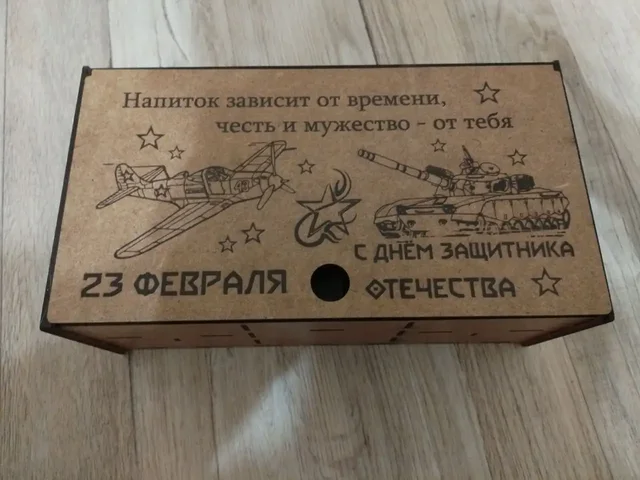 Напиток зависит от времени,
честь и мужество - от тебя
С ДНЁМ ЗАЩИТНИКА
23 ФЕВРАЛЯ ОТЕЧЕСТВА